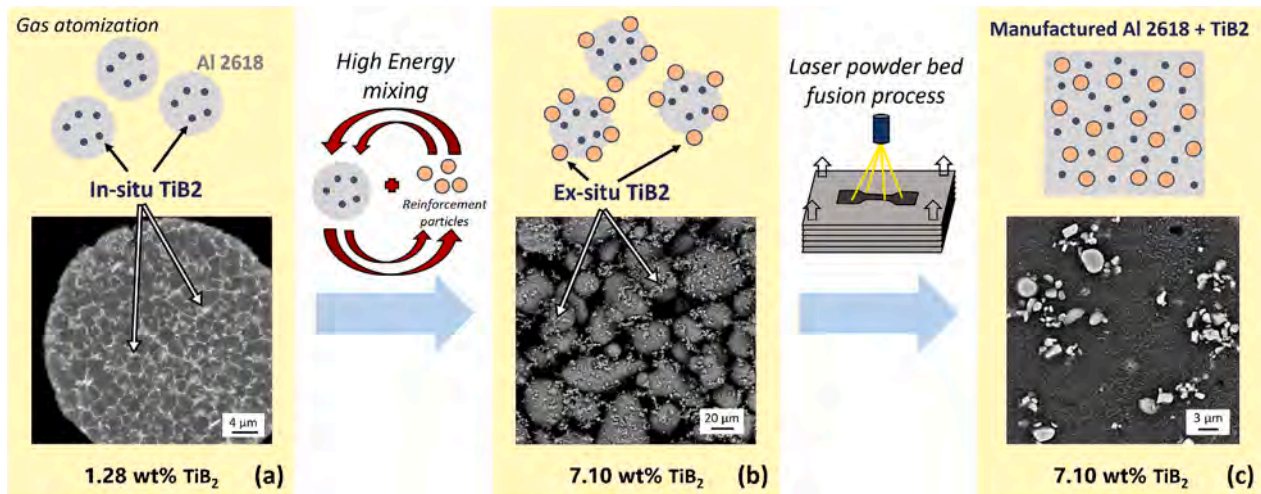 Gas atomization
Al 2618
In-situ TiB2
4 µm
1.28 wt% TiB₂ (a)
High Energy
mixing
Reinforcement
particles
Ex-situ TiB2
20 µm
7.10 wt% TiB₂ (b)
Laser powder bed
fusion process
Manufactured Al 2618 + TiB2
3 µm
7.10 wt% TiB₂ (c)